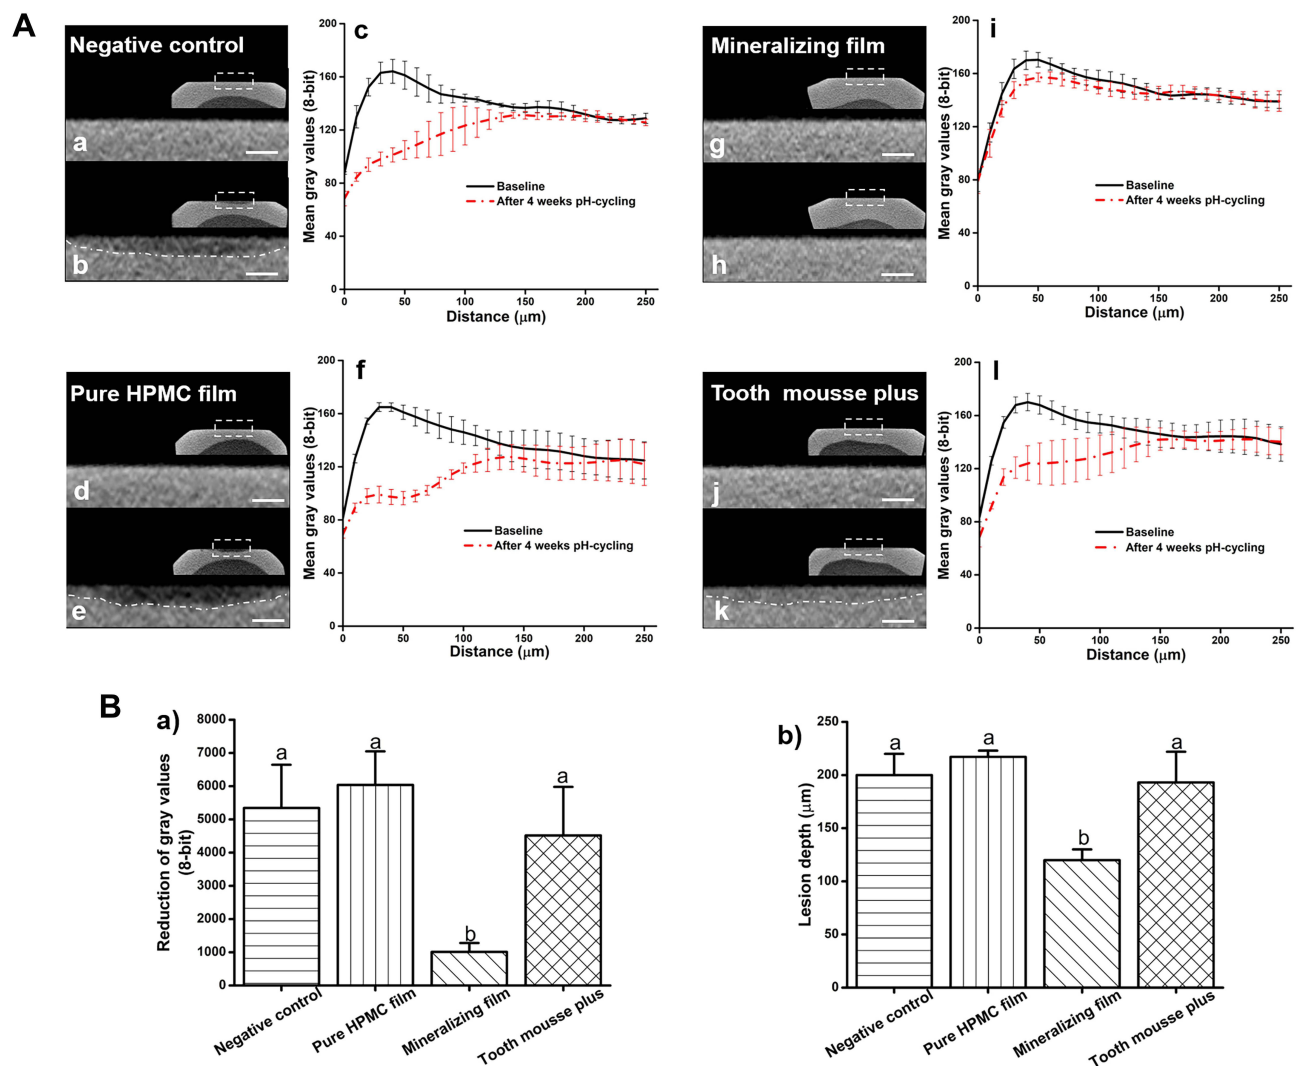 A
Negative control
a
b
c
Mean gray values (8-bit)
200
160
120
80
40
0
Baseline
After 4 weeks pH-cycling
0 50 100 150 200 250
Distance (μm)
Mineralizing film
g
h
i
Mean gray values (8-bit)
200
160
120
80
40
0
Baseline
After 4 weeks pH-cycling
0 50 100 150 200 250
Distance (μm)
Pure HPMC film
d
e
f
Mean gray values (8-bit)
200
160
120
80
40
0
Baseline
After 4 weeks pH-cycling
0 50 100 150 200 250
Distance (μm)
Tooth mousse plus
j
k
l
Mean gray values (8-bit)
200
160
120
80
40
0
Baseline
After 4 weeks pH-cycling
0 50 100 150 200 250
Distance (μm)
B
a)
Reduction of gray values
(8-bit)
8000
7000
6000
5000
4000
3000
2000
1000
0
a
a
b
a
Negative control
Pure HPMC film
Mineralizing film
Tooth mousse plus
b)
Lesion depth (μm)
250
200
150
100
50
0
a
a
b
a
Negative control
Pure HPMC film
Mineralizing film
Tooth mousse plus